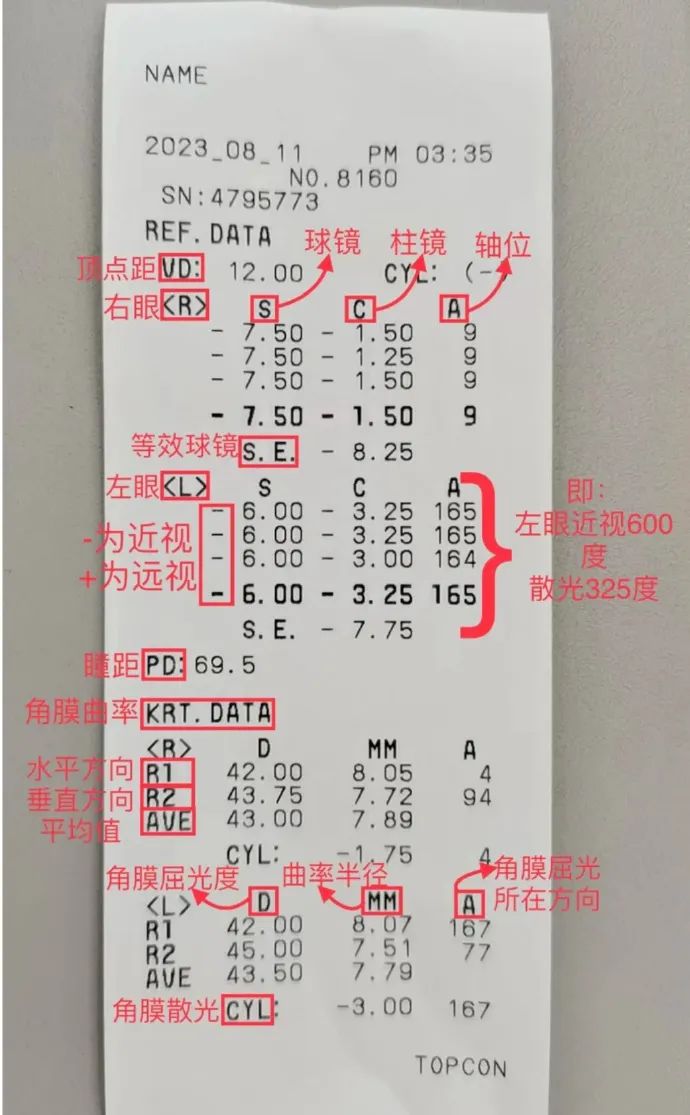 NAME
2023_08_11 PM 03:35
NO.8160
SN:4795773
REF.DATA 球镜 柱镜 轴位
顶点距 VD: 12.00 CYL: (-
右眼 <R> S C A
- 7.50 - 1.50 9
- 7.50 - 1.25 9
- 7.50 - 1.50 9
- 7.50 - 1.50 9
等效球镜 S.E. - 8.25
左眼 <L> S C A
- 6.00 - 3.25 165
- 6.00 - 3.25 165
- 6.00 - 3.00 164
- 6.00 - 3.25 165
S.E. - 7.75
-为近视
+为远视
即:
左眼近视600
度
散光325度
瞳距 PD: 69.5
角膜曲率 KRT.DATA
<R> D MM A
水平方向 R1 42.00 8.05 4
垂直方向 R2 43.75 7.72 94
平均值 AVE 43.00 7.89
CYL: -1.75 4
角膜屈光度 曲率半径 角膜屈光
所在方向
<L> D MM A
R1 42.00 8.07 167
R2 45.00 7.51 77
AVE 43.50 7.79
角膜散光 CYL: -3.00 167
TOPCON